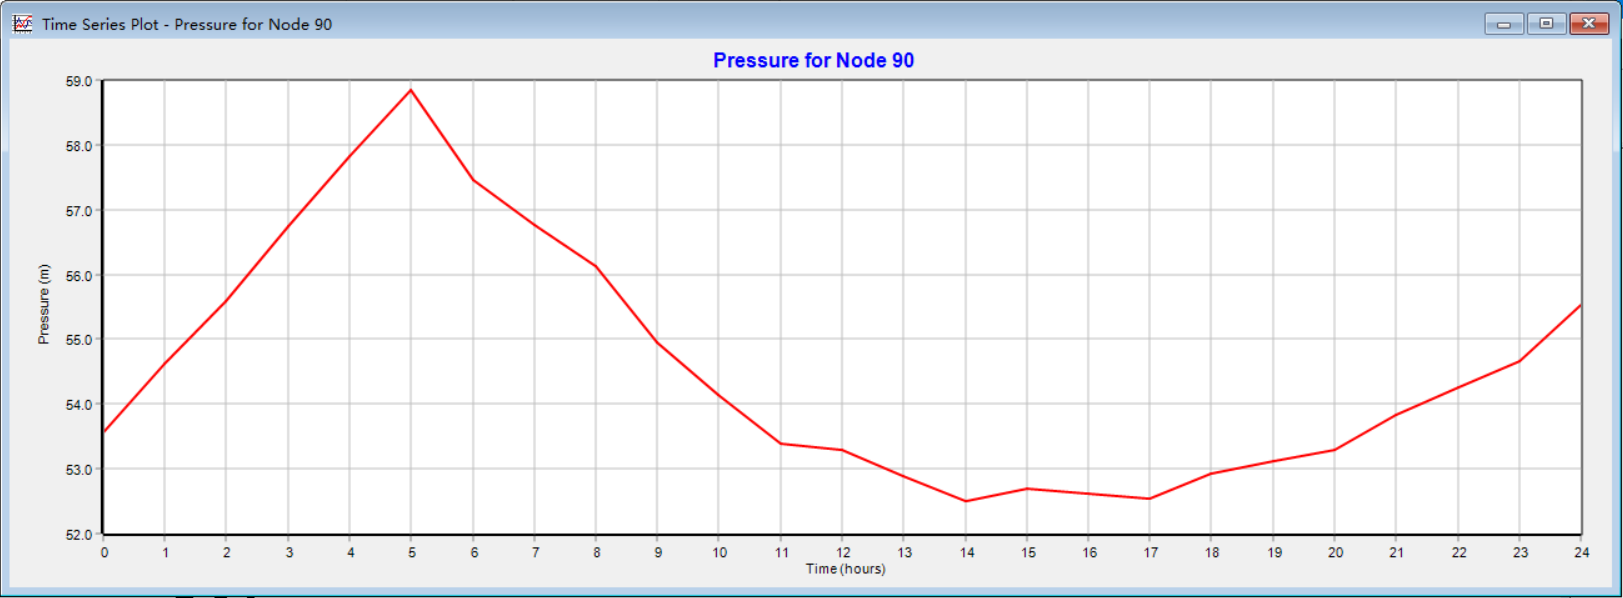 Time Series Plot - Pressure for Node 90
Pressure for Node 90
59.0
58.0
57.0
56.0
55.0
54.0
53.0
52.0
Pressure (m)
0 1 2 3 4 5 6 7 8 9 10 11 12 13 14 15 16 17 18 19 20 21 22 23 24
Time (hours)